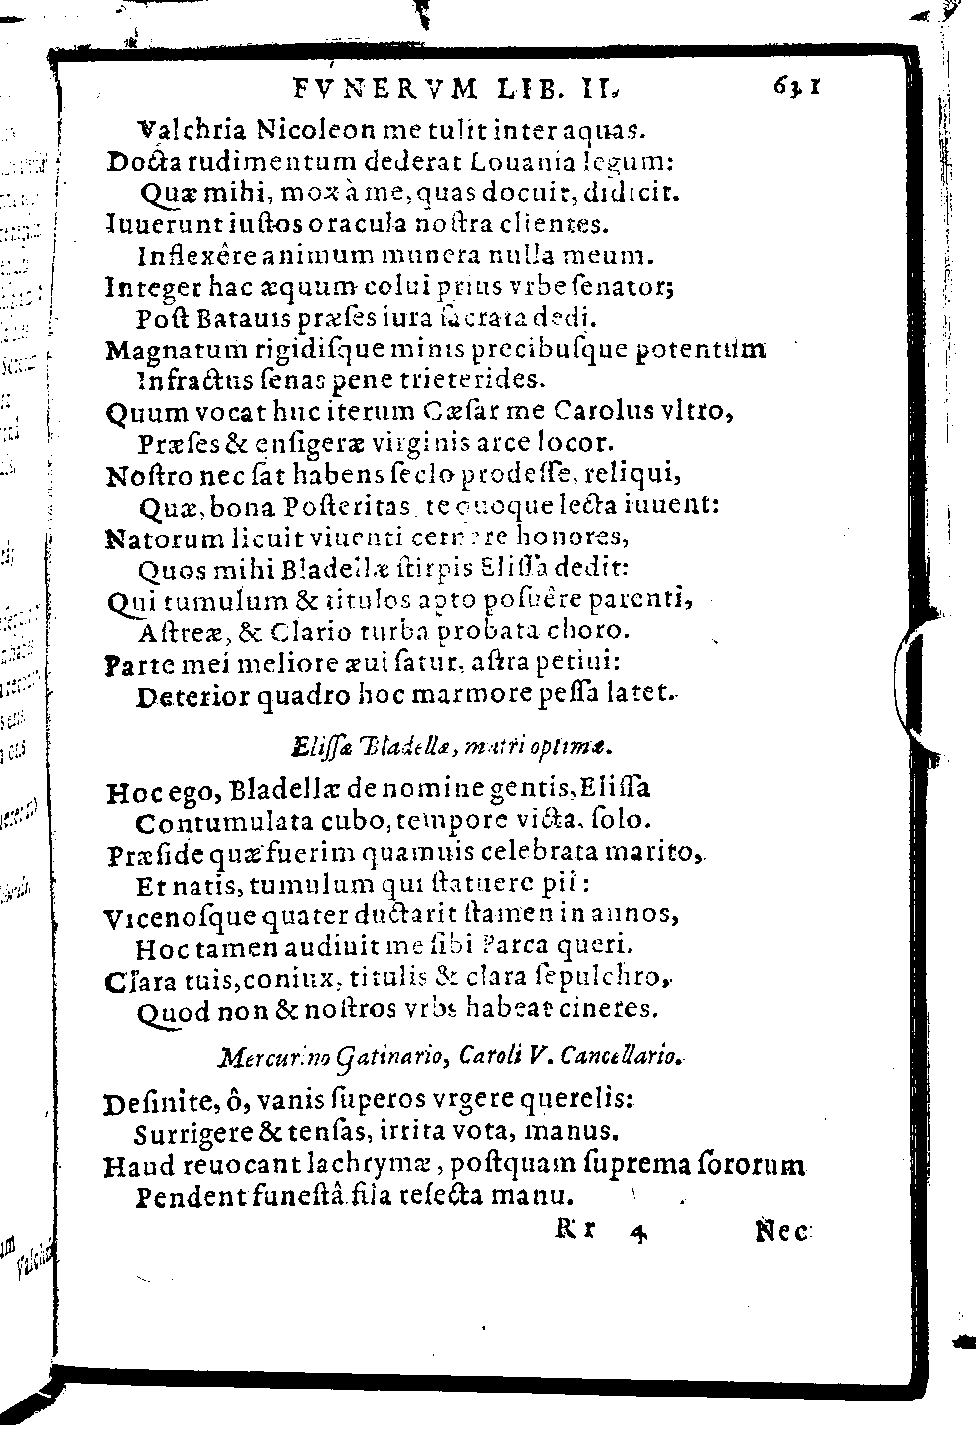 FVNERVM LIB. II. 631
Valchria Nicoleon me tulit inter aquas.
Docta rudimentum dederat Louania legum:
Quæ mihi, mox à me, quas docuit, didicit.
Iuuerunt iuſtos oracula noſtra clientes.
Inflexêre animum munera nulla meum.
Integer hac æquum colui prius vrbe ſenator;
Poſt Batauis præſes iura ſacrata dedi.
Magnatum rigidiſque minis precibuſque potentum
Infractus ſenas pene trieterides.
Quum vocat huc iterum Cæſar me Carolus vltro,
Præſes & enſigeræ virginis arce locor.
Noſtro nec ſat habens ſeclo prodeſſe, reliqui,
Quæ, bona Poſteritas, te quoque lecta iuuent:
Natorum licuit viuenti cernere honores,
Quos mihi Bladellæ ſtirpis Eliſſa dedit:
Qui tumulum & titulos apto poſuêre parenti,
Aſtreæ, & Clario turba probata choro.
Parte mei meliore æui ſatur, aſtra petiui:
Deterior quadro hoc marmore peſſa latet.
Eliſſæ Bladellæ, matri optimæ.
Hoc ego, Bladellæ de nomine gentis, Eliſſa
Contumulata cubo, tempore victa, ſolo.
Præſide quæ fuerim quamuis celebrata marito,
Et natis, tumulum qui ſtatuere pii:
Vicenoſque quater ductarit ſtamen in annos,
Hoc tamen audiuit me ſibi Parca queri.
Clara tuis, coniux, titulis & clara ſepulchro,
Quod non & noſtros vrbs habeat cineres.
Mercurino Gatinario, Caroli V. Cancellario.
Deſinite, ô, vanis ſuperos vrgere querelis:
Surrigere & tenſas, irrita vota, manus.
Haud reuocant lachrymæ, poſtquam ſuprema ſororum
Pendent funeſtâ fila reſecta manu.
Rr 4 Nec